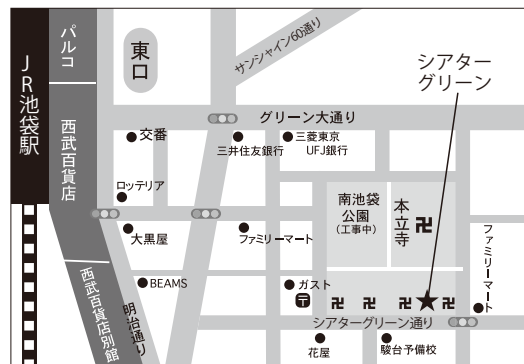 パルコ
東口
サンシャイン60通り
シアター
グリーン
JR池袋駅
西武百貨店
グリーン大通り
交番
三井住友銀行
三菱東京
UFJ銀行
ロッテリア
南池袋
公園
(工事中)
本立寺
大黒屋
ファミリーマート
ファミリーマート
BEAMS
ガスト
西武百貨店別館
明治通り
シアターグリーン通り
花屋
駿台予備校